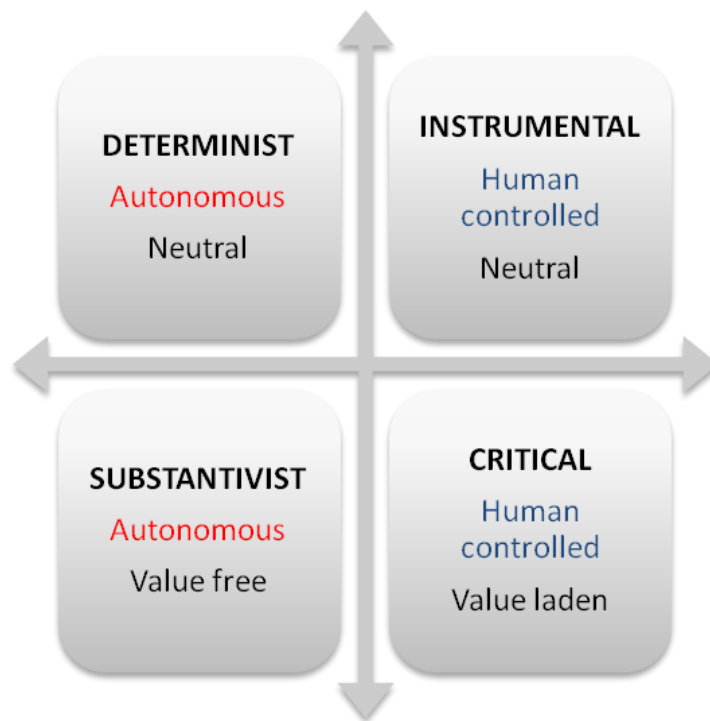 DETERMINIST
Autonomous
Neutral
INSTRUMENTAL
Human
controlled
Neutral
SUBSTANTIVIST
Autonomous
Value free
CRITICAL
Human
controlled
Value laden